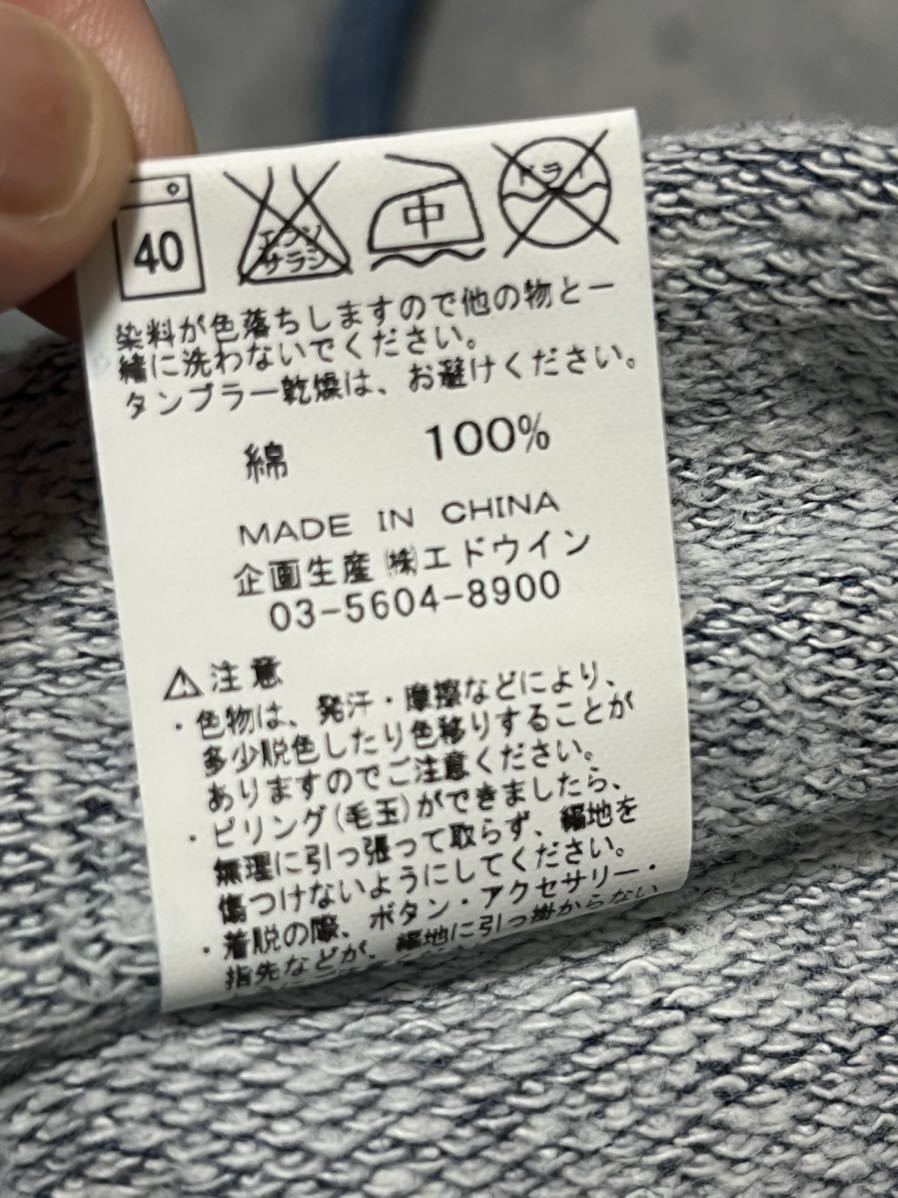 40
エンソ
サラシ
中
ドライ
染料が色落ちしますので他の物と一
緒に洗わないでください。
タンブラー乾燥は、お避けください。
綿 100%
MADE IN CHINA
企画生産 ㈱エドウイン
03-5604-8900
⚠注意
・色物は、発汗・摩擦などにより、
多少脱色したり色移りすることが
ありますのでご注意ください。
・ピリング(毛玉)ができましたら、
無理に引っ張って取らず、編地を
傷つけないようにしてください。
・着脱の際、ボタン・アクセサリー・
指先などが、編地に引っ掛からない